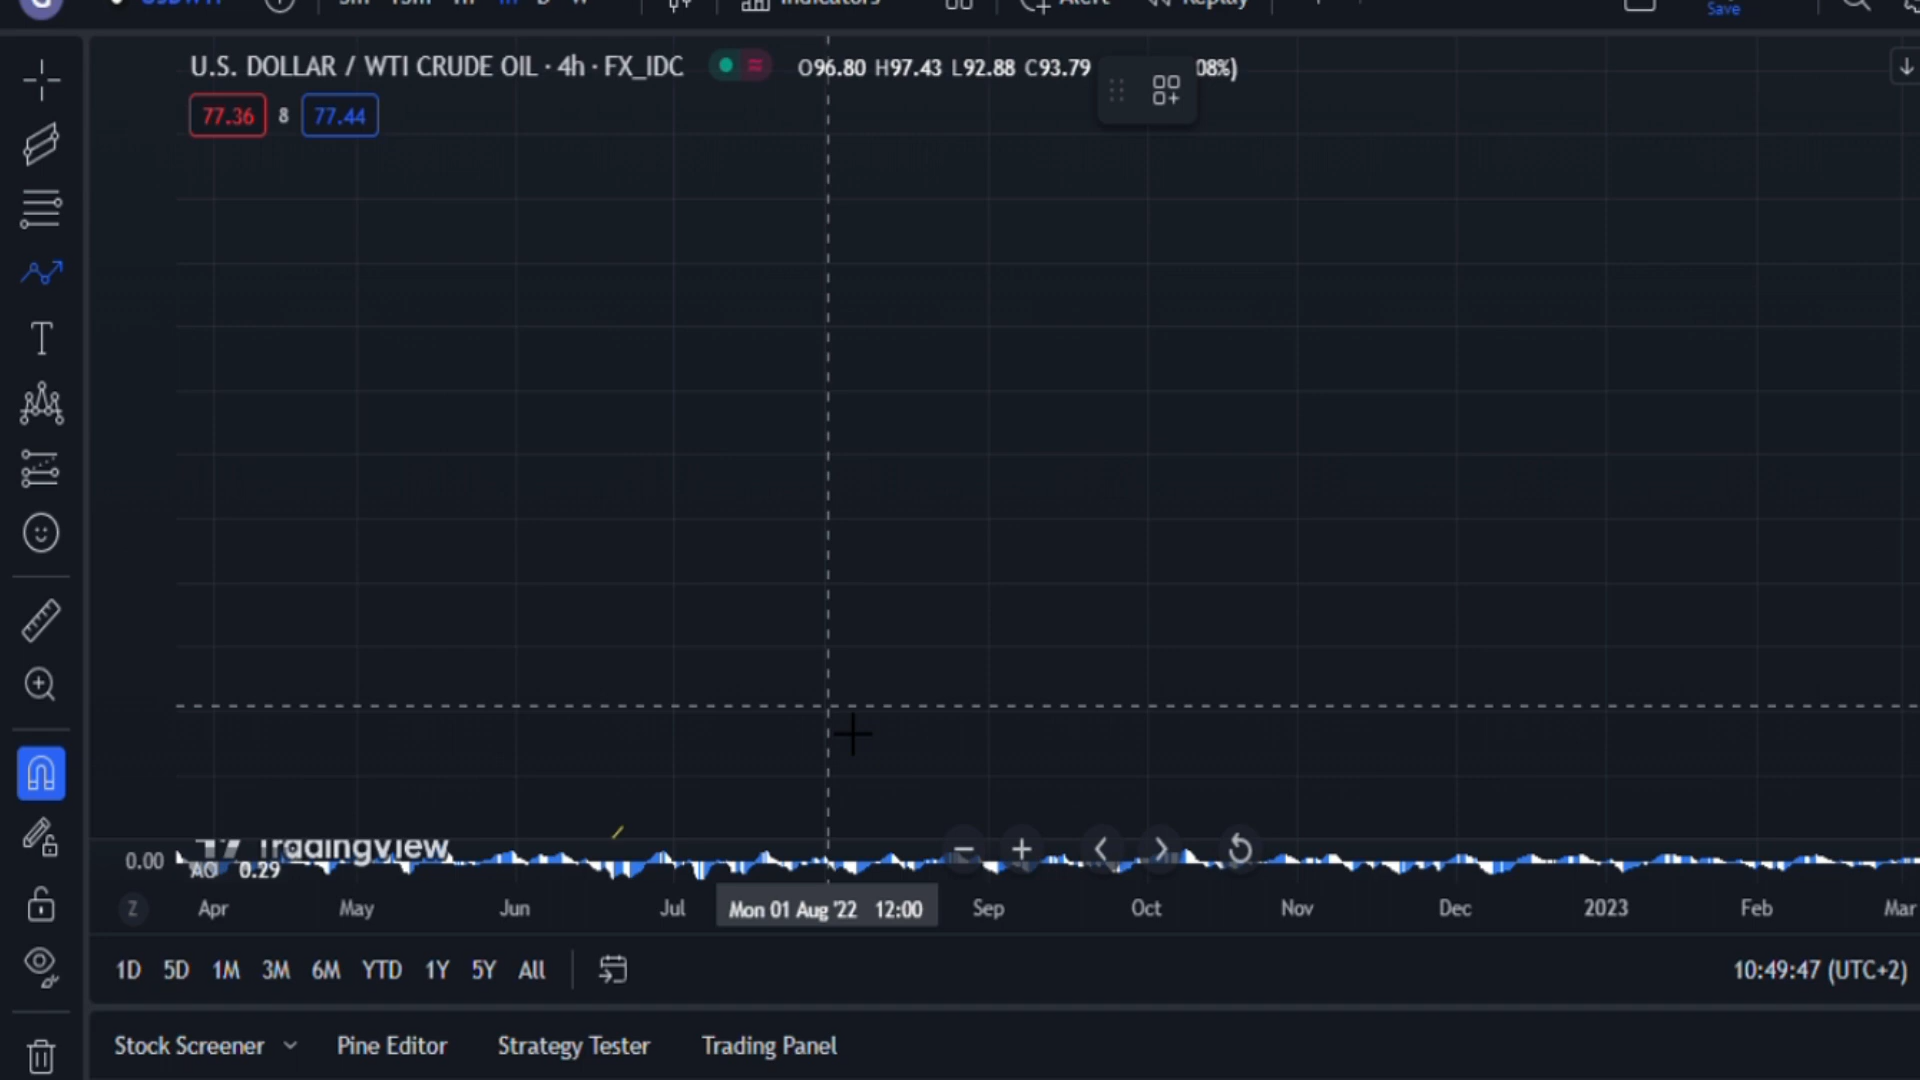 Indicators
Alert
Replay
Save
U.S. DOLLAR / WTI CRUDE OIL · 4h · FX_IDC
O96.80 H97.43 L92.88 C93.79
08%)
77.36 8 77.44
TradingView
0.00
AO 0.29
Z Apr May Jun Jul Mon 01 Aug '22 12:00 Sep Oct Nov Dec 2023 Feb Mar
1D 5D 1M 3M 6M YTD 1Y 5Y All
10:49:47 (UTC+2)
Stock Screener Pine Editor Strategy Tester Trading Panel